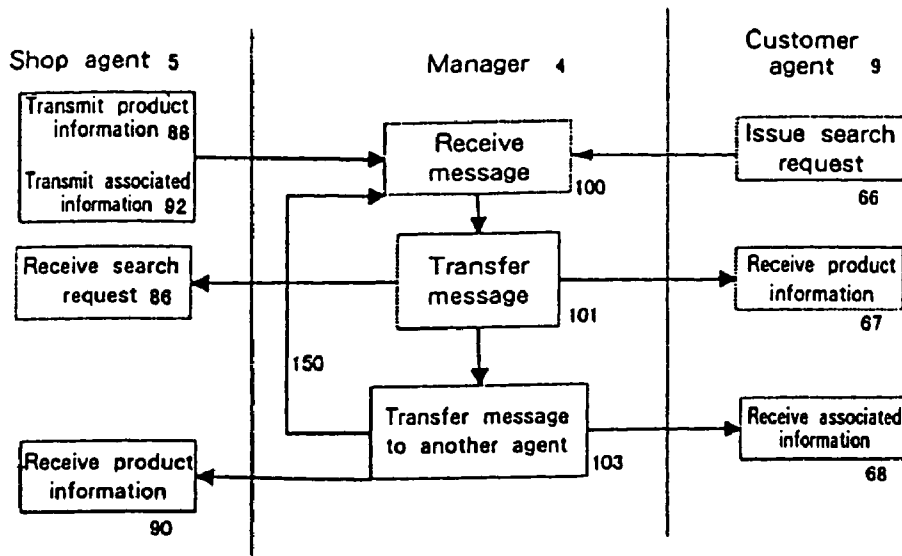 Shop agent 5
Transmit product
information 88
Transmit associated
information 92
Receive search
request 86
Receive product
information
90
Manager 4
Receive
message
100
Transfer
message
101
150
Transfer message
to another agent
103
Customer
agent 9
Issue search
request
66
Receive product
information
67
Receive associated
information
68